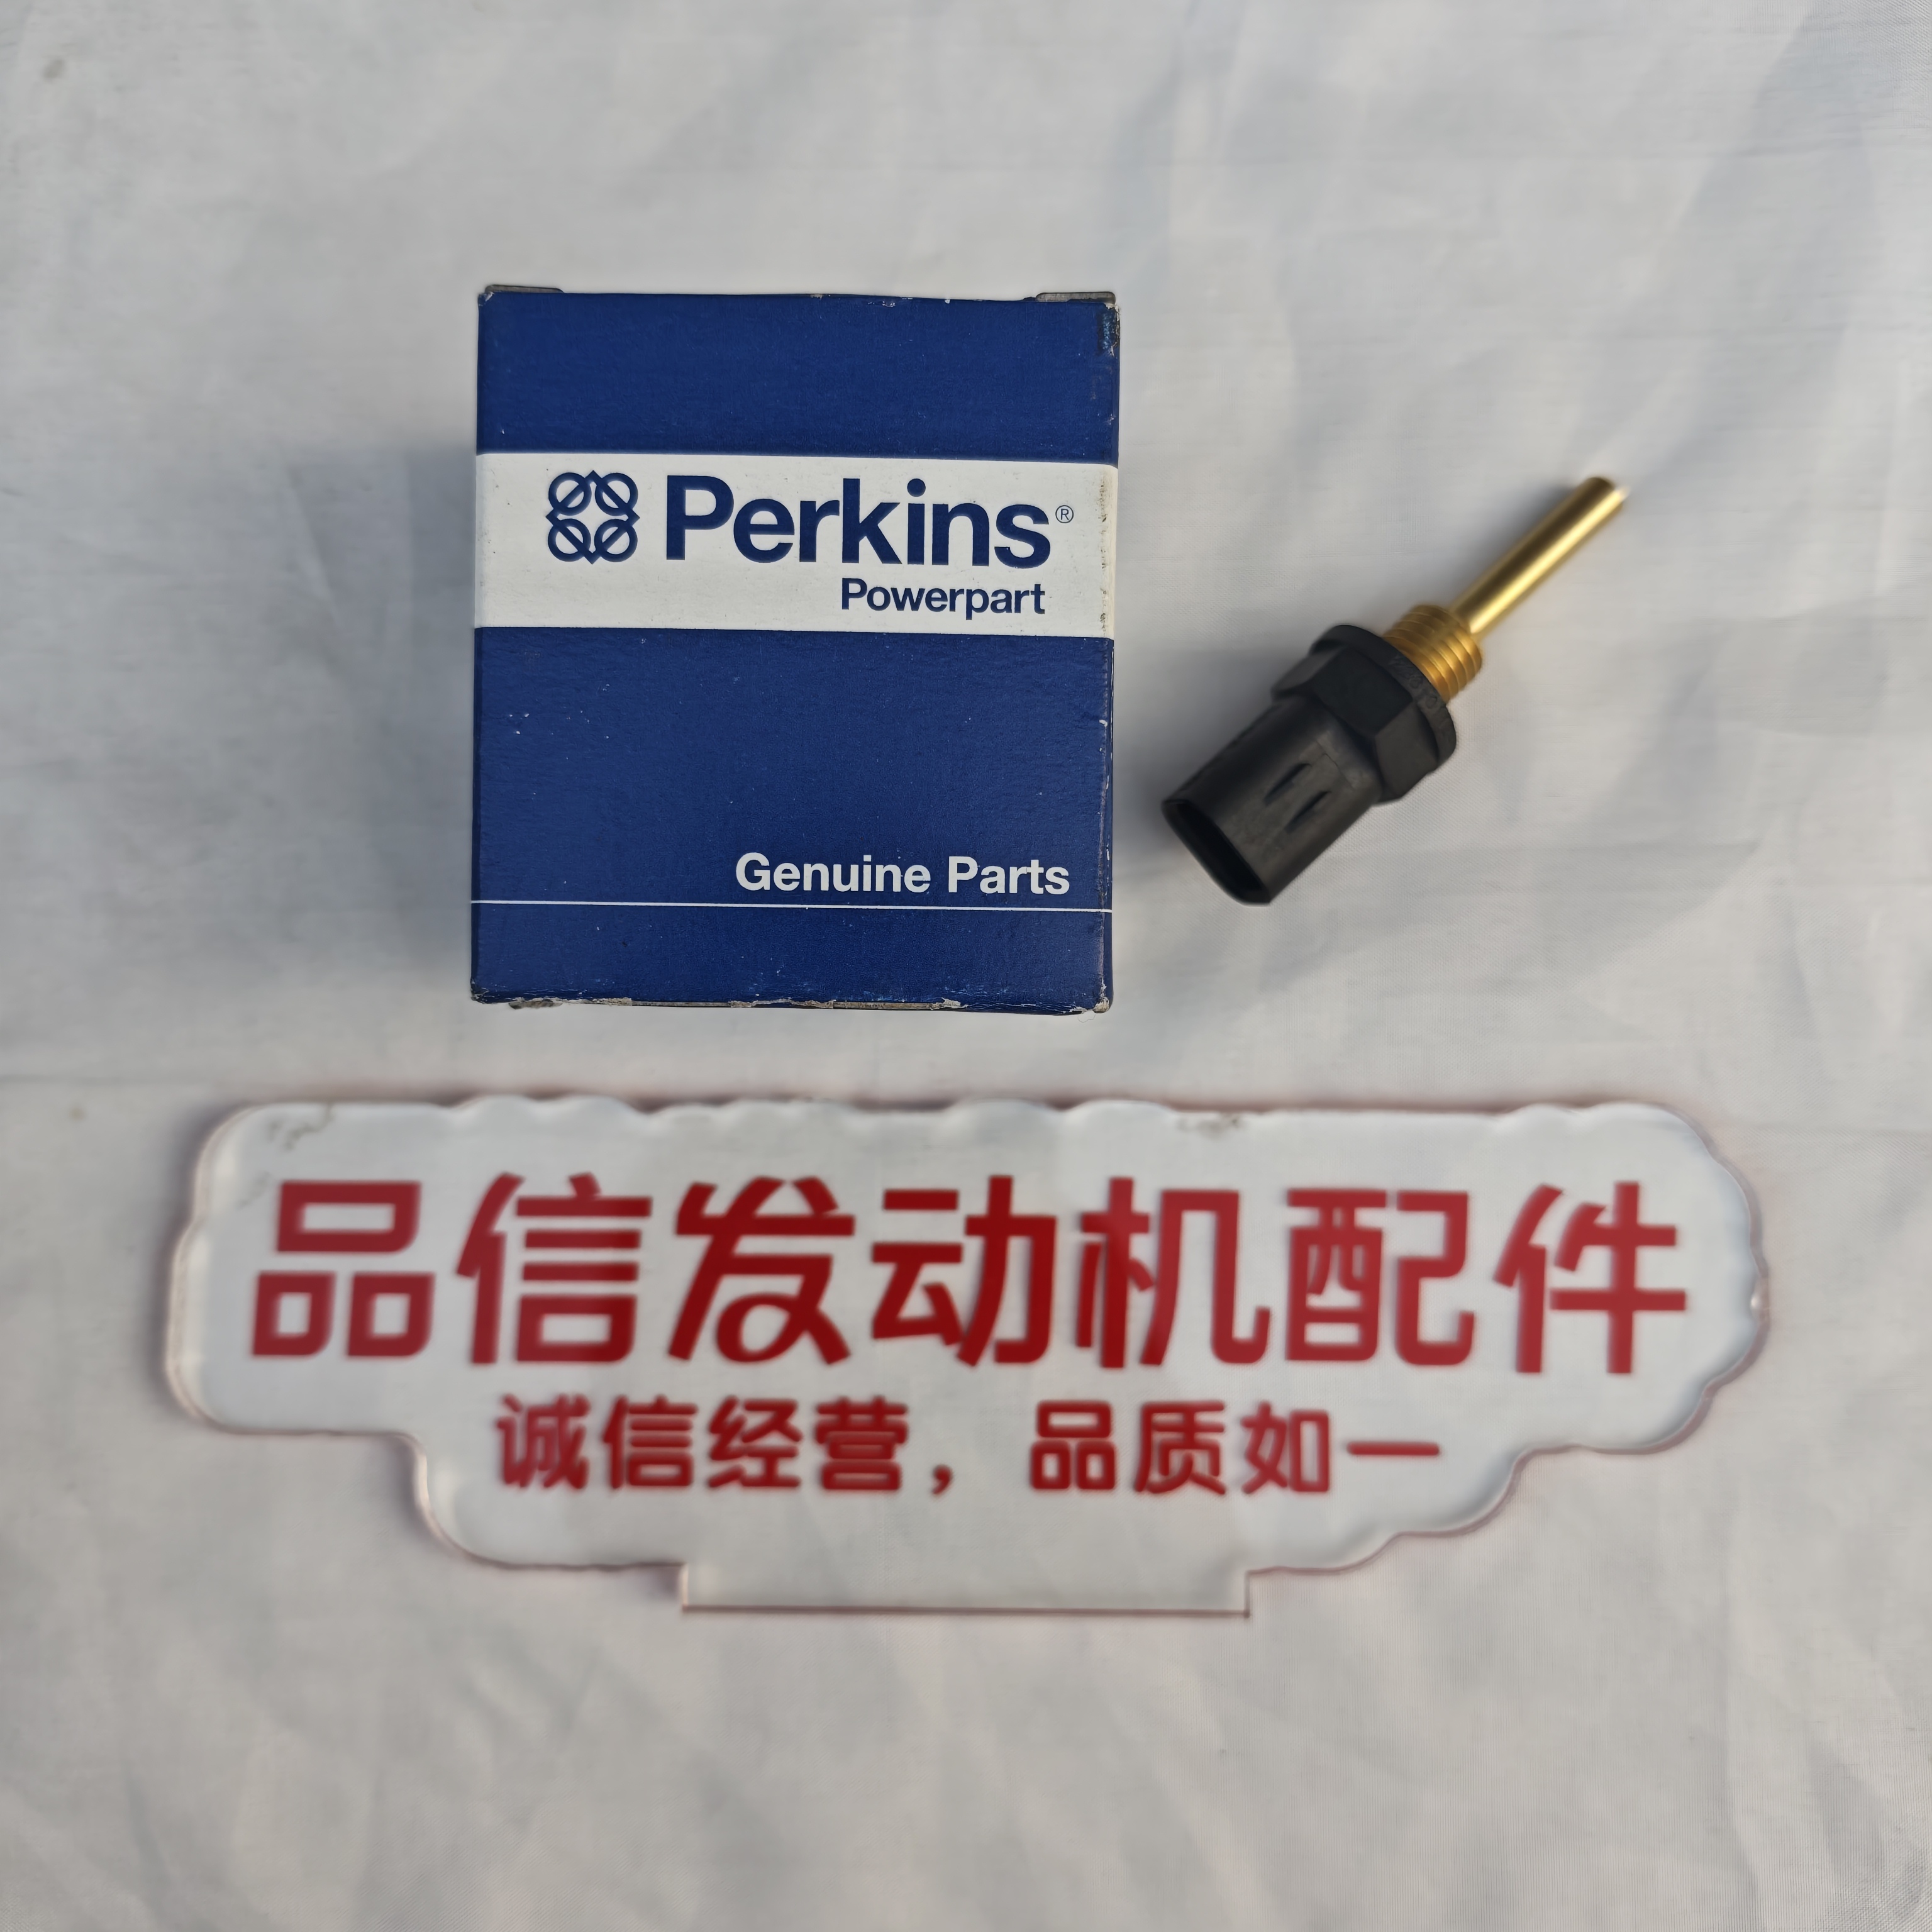 Perkins®
Powerpart
Genuine Parts
品信发动机配件
诚信经营，品质如一